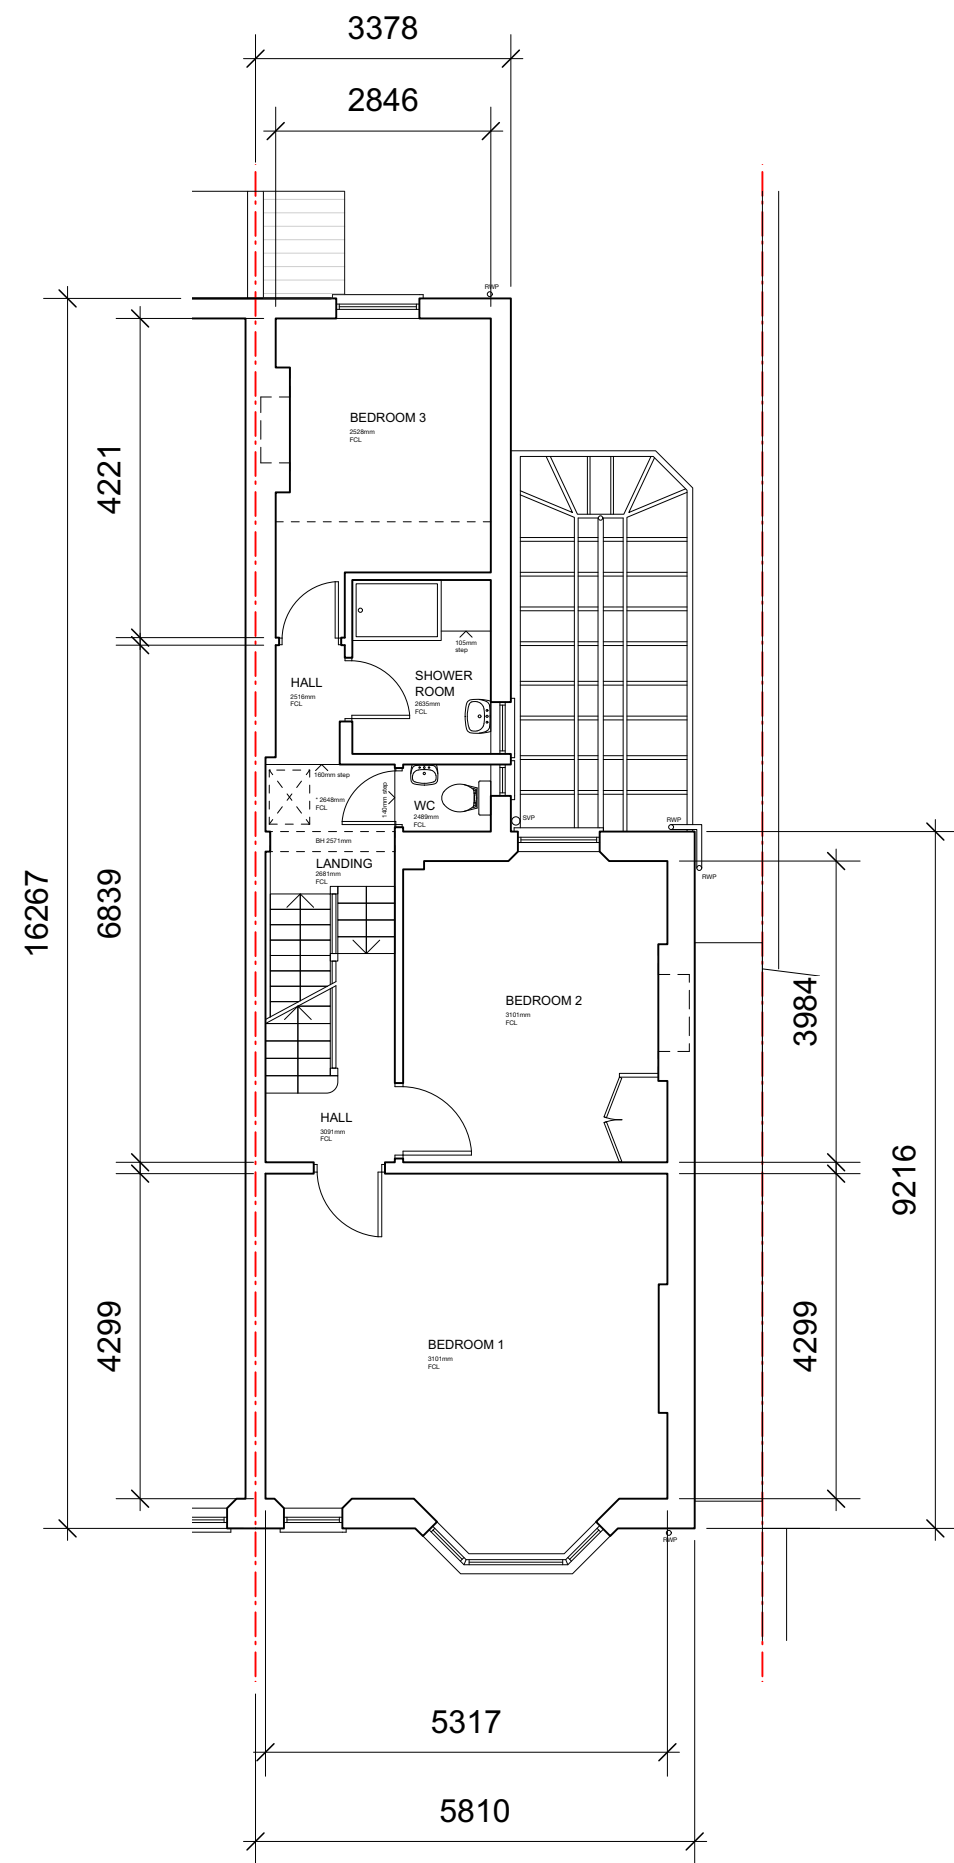 3378
2846
RWP
BEDROOM 3
2528mm
FCL
4221
105mm
step
SHOWER
ROOM
2635mm
FCL
HALL
2516mm
FCL
160mm step
* 2648mm
FCL
140mm step
WC
2489mm
FCL
SVP
RWP
BH 2571mm
LANDING
2681mm
FCL
RWP
16267
6839
BEDROOM 2
3101mm
FCL
3984
HALL
3091mm
FCL
9216
4299
BEDROOM 1
3101mm
FCL
4299
RWP
5317
5810